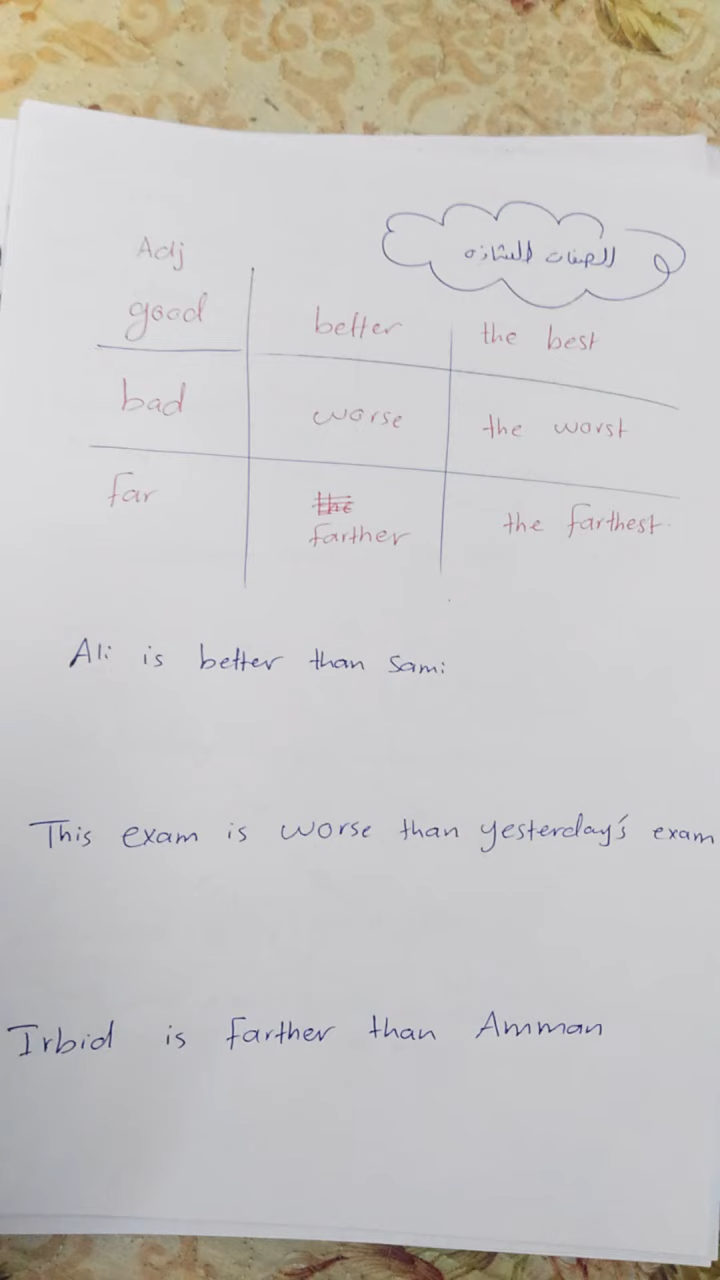 الصفات الشاذه
Adj
good better the best
bad worse the worst
far the
farther the farthest.
Ali is better than Sami
This exam is worse than yesterday's exam
Irbid is farther than Amman